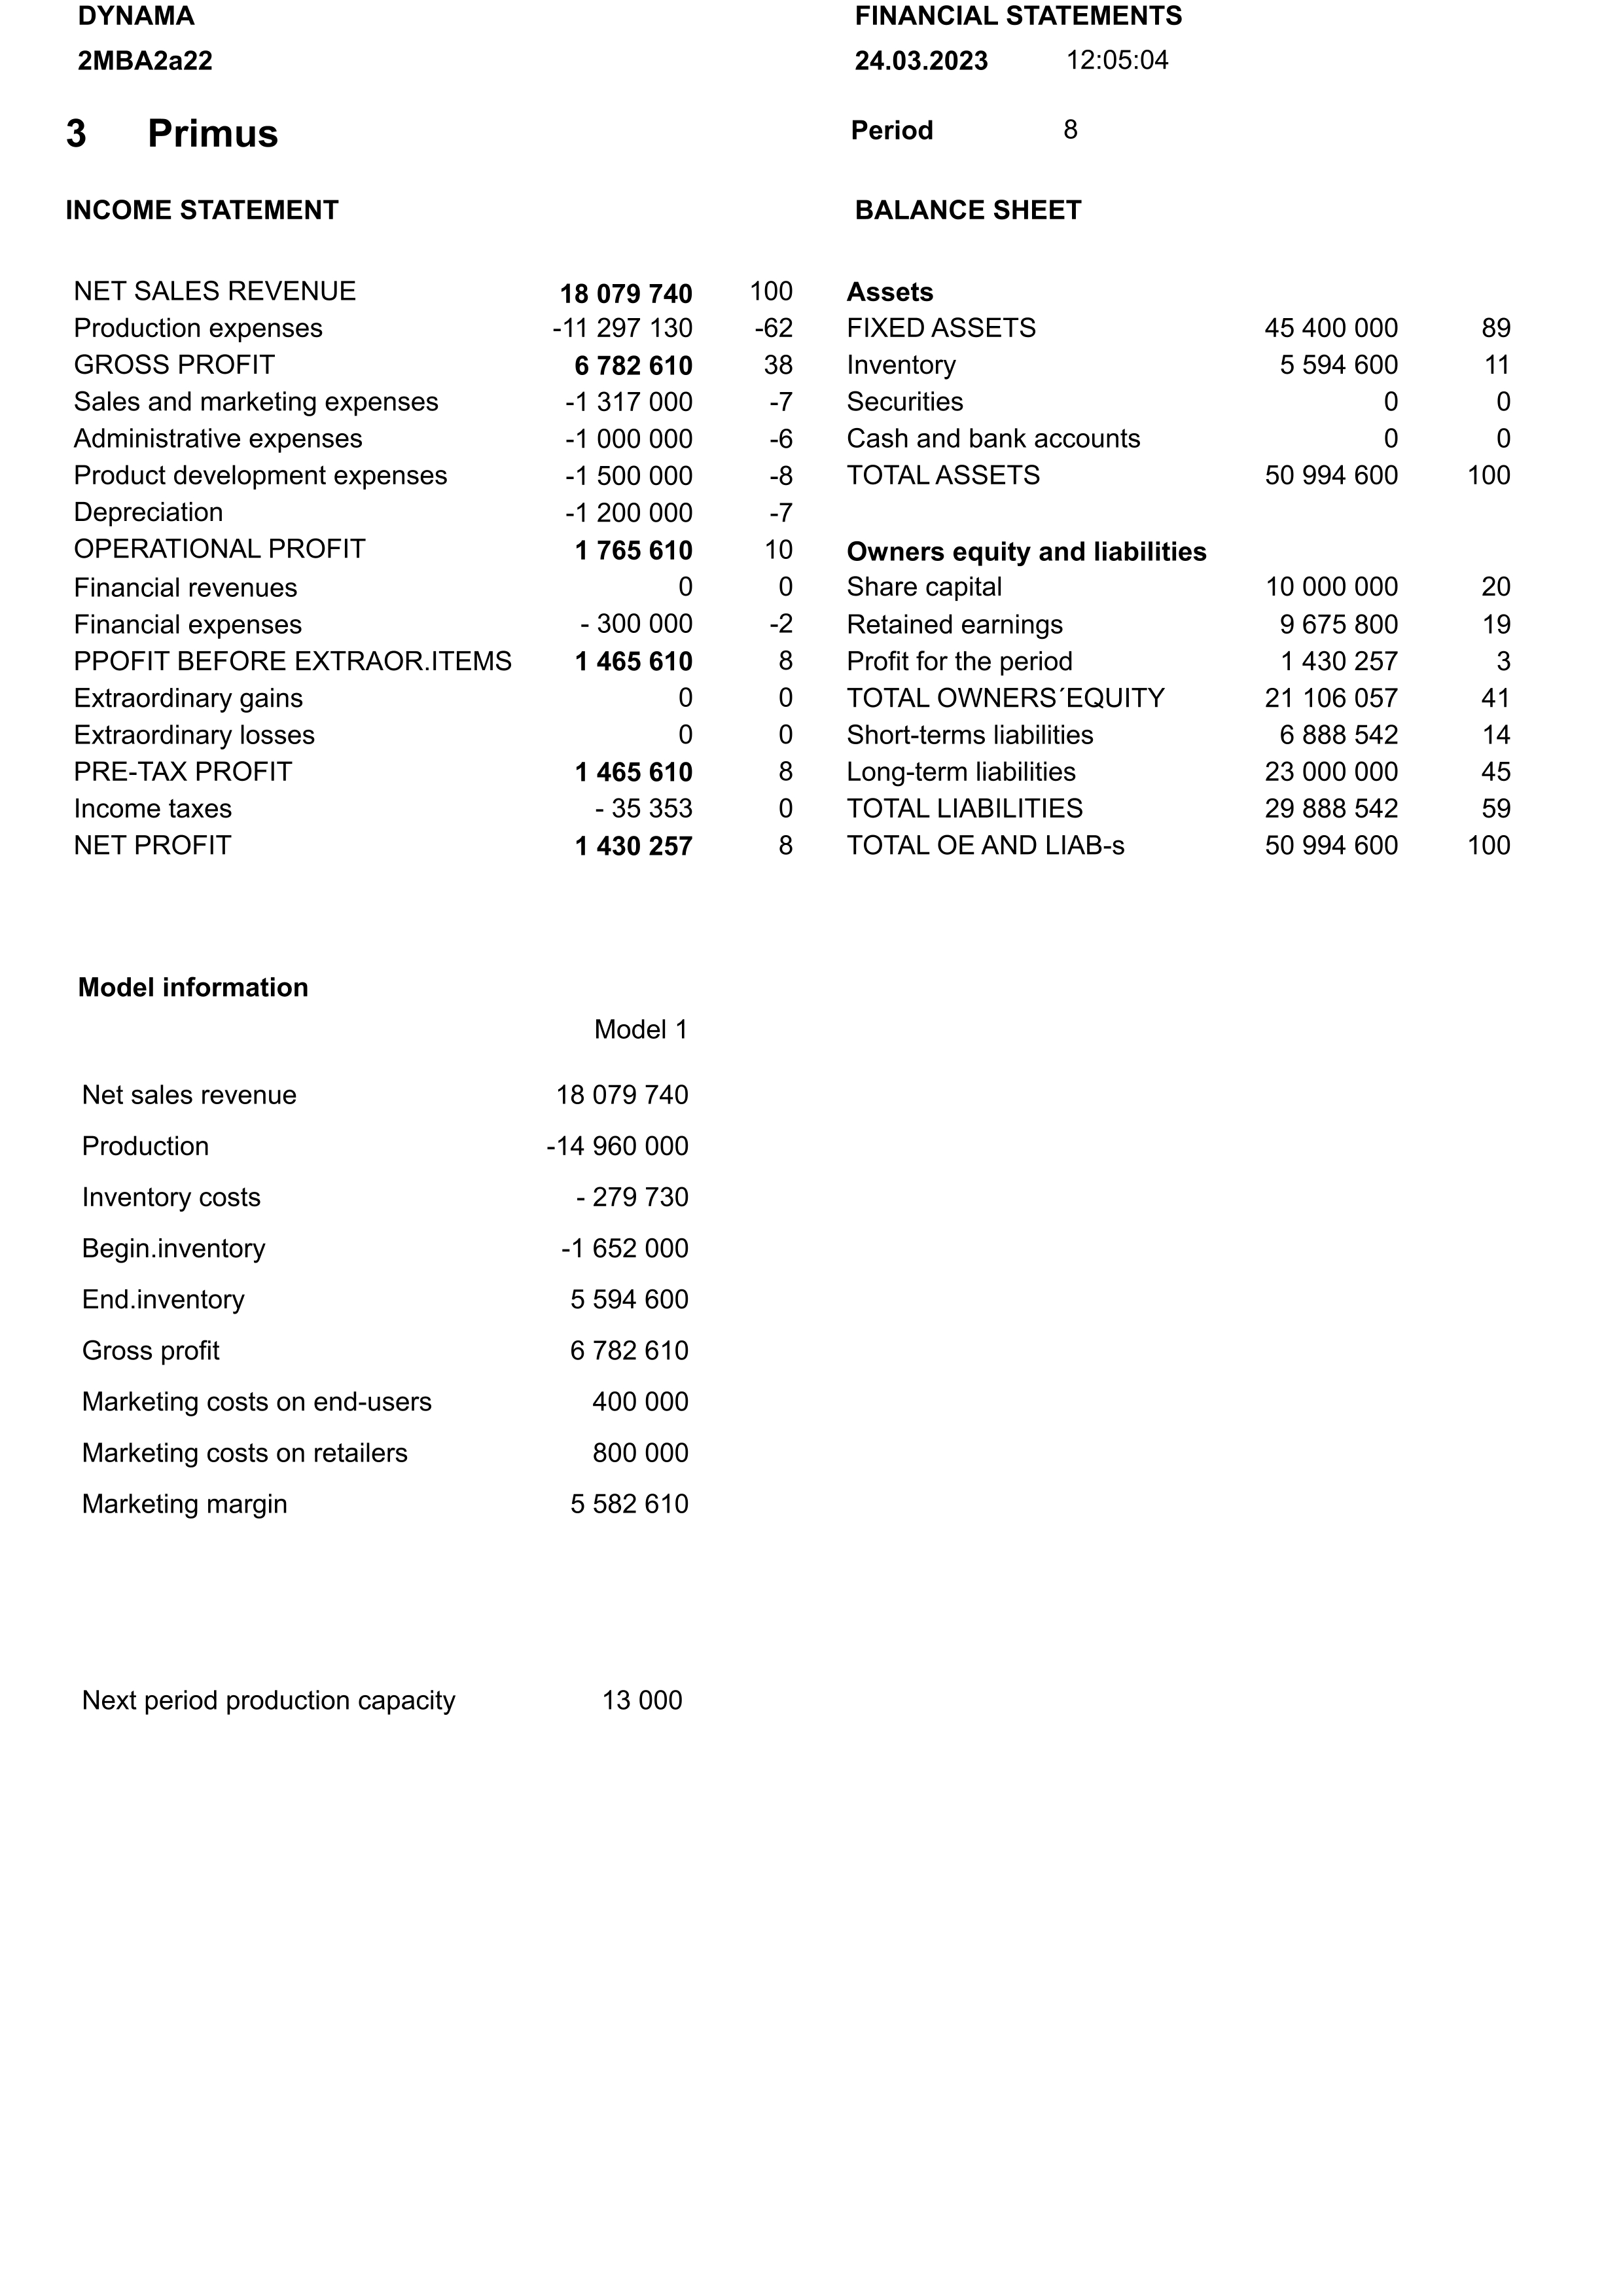 DYNAMA FINANCIAL STATEMENTS
2MBA2a22 24.03.2023 12:05:04
3 Primus Period 8
INCOME STATEMENT BALANCE SHEET
NET SALES REVENUE 18 079 740 100 Assets
Production expenses -11 297 130 -62 FIXED ASSETS 45 400 000 89
GROSS PROFIT 6 782 610 38 Inventory 5 594 600 11
Sales and marketing expenses -1 317 000 -7 Securities 0 0
Administrative expenses -1 000 000 -6 Cash and bank accounts 0 0
Product development expenses -1 500 000 -8 TOTAL ASSETS 50 994 600 100
Depreciation -1 200 000 -7
OPERATIONAL PROFIT 1 765 610 10 Owners equity and liabilities
Financial revenues 0 0 Share capital 10 000 000 20
Financial expenses - 300 000 -2 Retained earnings 9 675 800 19
PPOFIT BEFORE EXTRAOR.ITEMS 1 465 610 8 Profit for the period 1 430 257 3
Extraordinary gains 0 0 TOTAL OWNERS´EQUITY 21 106 057 41
Extraordinary losses 0 0 Short-terms liabilities 6 888 542 14
PRE-TAX PROFIT 1 465 610 8 Long-term liabilities 23 000 000 45
Income taxes - 35 353 0 TOTAL LIABILITIES 29 888 542 59
NET PROFIT 1 430 257 8 TOTAL OE AND LIAB-s 50 994 600 100
Model information
Model 1
Net sales revenue 18 079 740
Production -14 960 000
Inventory costs - 279 730
Begin.inventory -1 652 000
End.inventory 5 594 600
Gross profit 6 782 610
Marketing costs on end-users 400 000
Marketing costs on retailers 800 000
Marketing margin 5 582 610
Next period production capacity 13 000